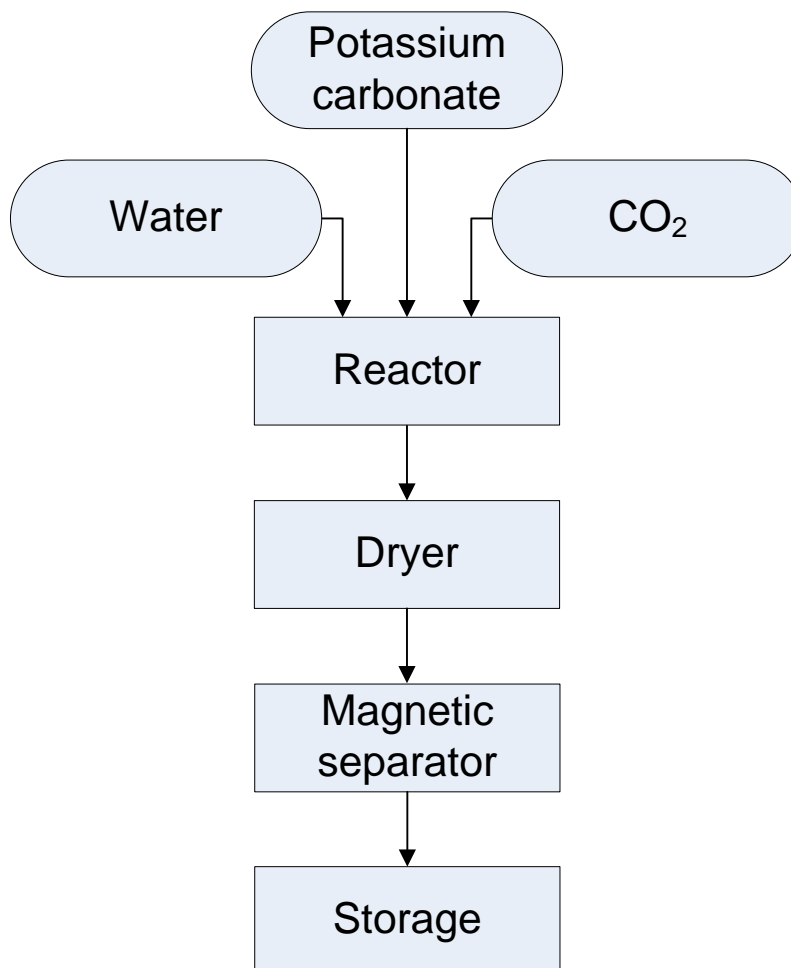 Potassium
carbonate
Water
CO₂
Reactor
Dryer
Magnetic
separator
Storage